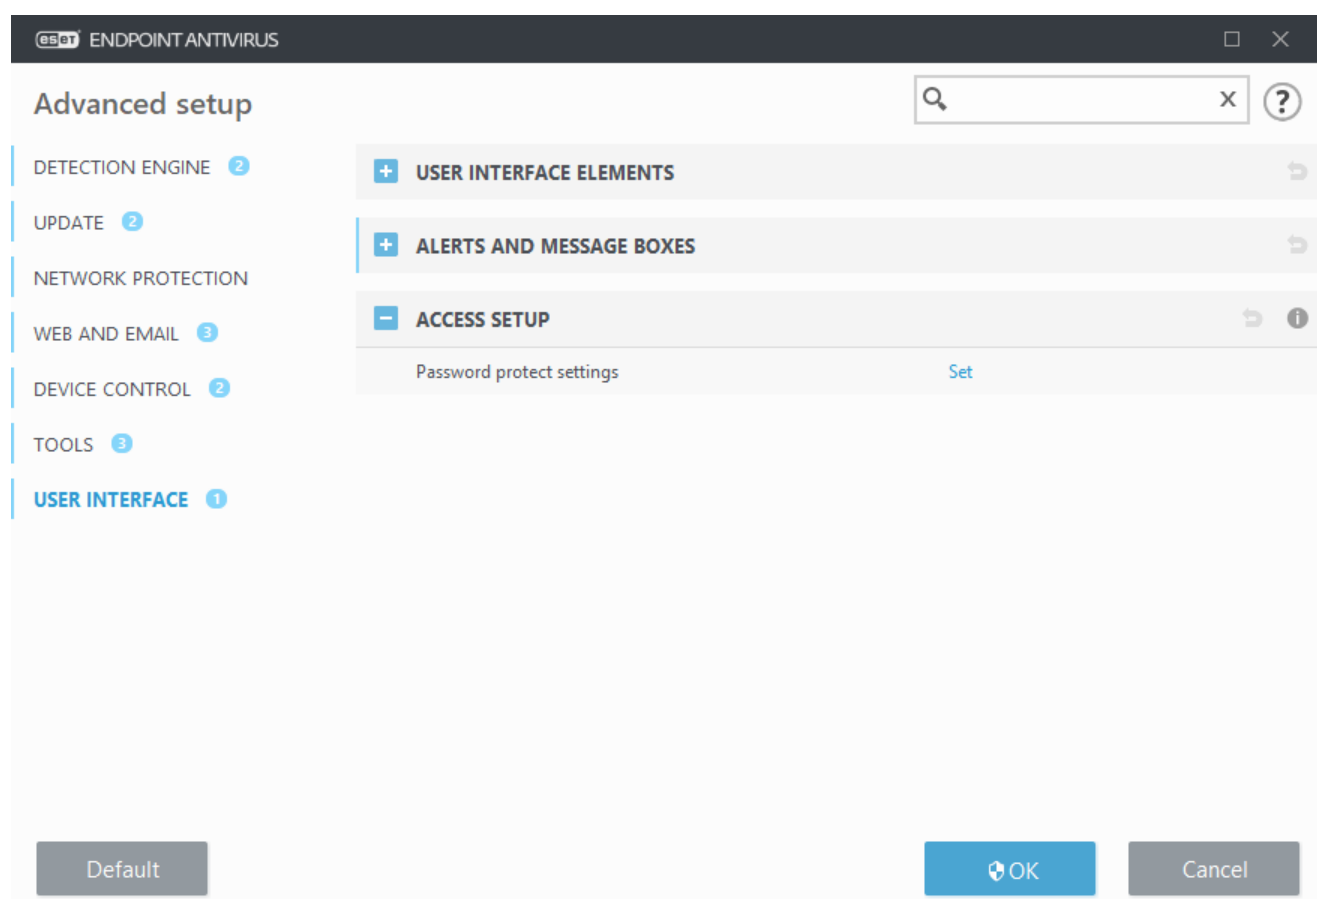 eset ENDPOINT ANTIVIRUS
Advanced setup
X
?
DETECTION ENGINE 2
UPDATE 2
NETWORK PROTECTION
WEB AND EMAIL 3
DEVICE CONTROL 2
TOOLS 3
USER INTERFACE 1
USER INTERFACE ELEMENTS
ALERTS AND MESSAGE BOXES
ACCESS SETUP
i
Password protect settings Set
Default
OK
Cancel